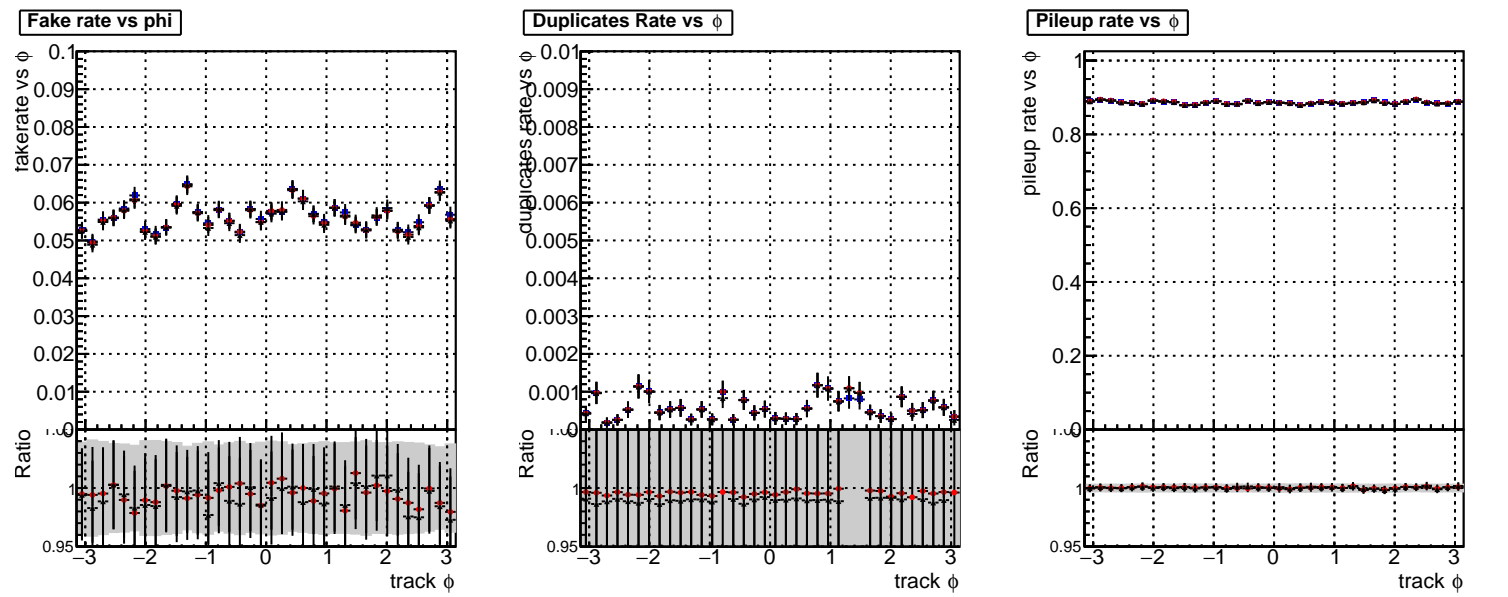 Fake rate vs phi
fakerate vs ϕ
0.1
0.09
0.08
0.07
0.06
0.05
0.04
0.03
0.02
0.01
0
Ratio
1
0.95
−3 −2 −1 0 1 2 3
track ϕ
Duplicates Rate vs ϕ
duplicates rate vs ϕ
0.01
0.009
0.008
0.007
0.006
0.005
0.004
0.003
0.002
0.001
0
Ratio
1
0.95
−3 −2 −1 0 1 2 3
track ϕ
Pileup rate vs ϕ
pileup rate vs ϕ
1
0.8
0.6
0.4
0.2
0
Ratio
1
0.95
−3 −2 −1 0 1 2 3
track ϕ